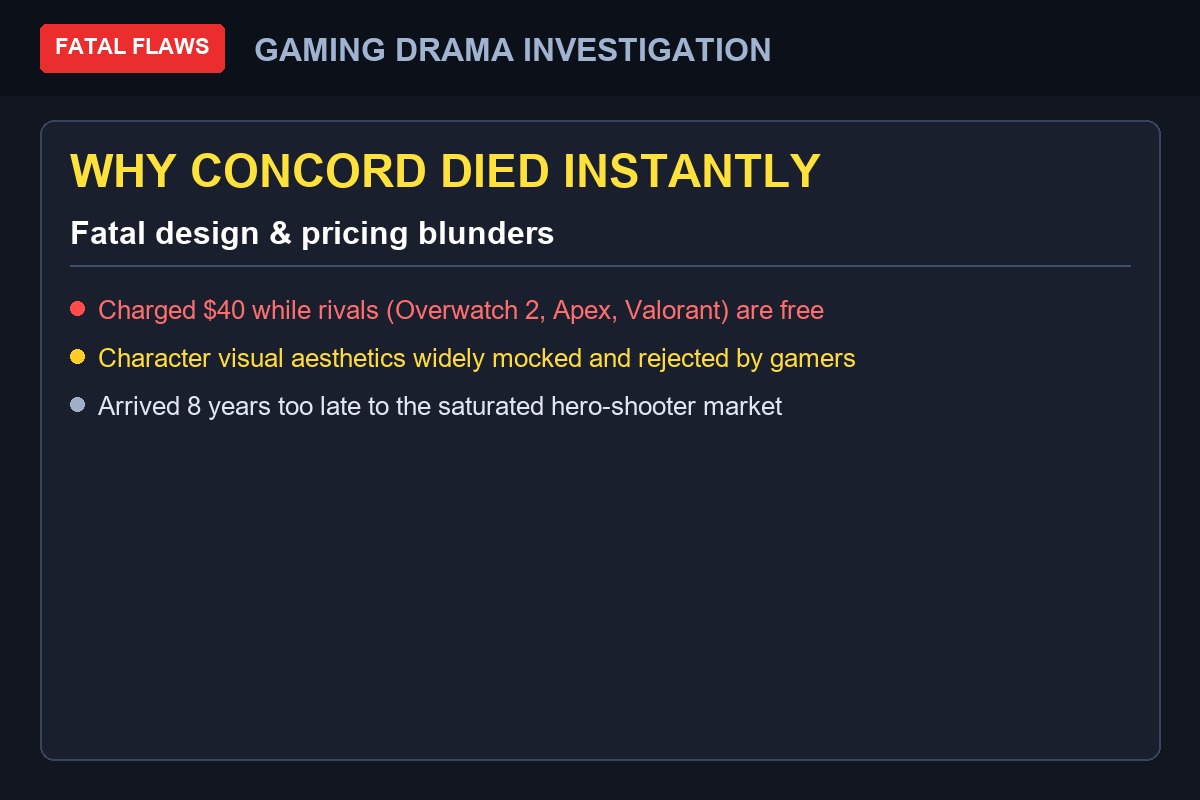 FATAL FLAWS
GAMING DRAMA INVESTIGATION
WHY CONCORD DIED INSTANTLY
Fatal design & pricing blunders
Charged $40 while rivals (Overwatch 2, Apex, Valorant) are free
Character visual aesthetics widely mocked and rejected by gamers
Arrived 8 years too late to the saturated hero-shooter market